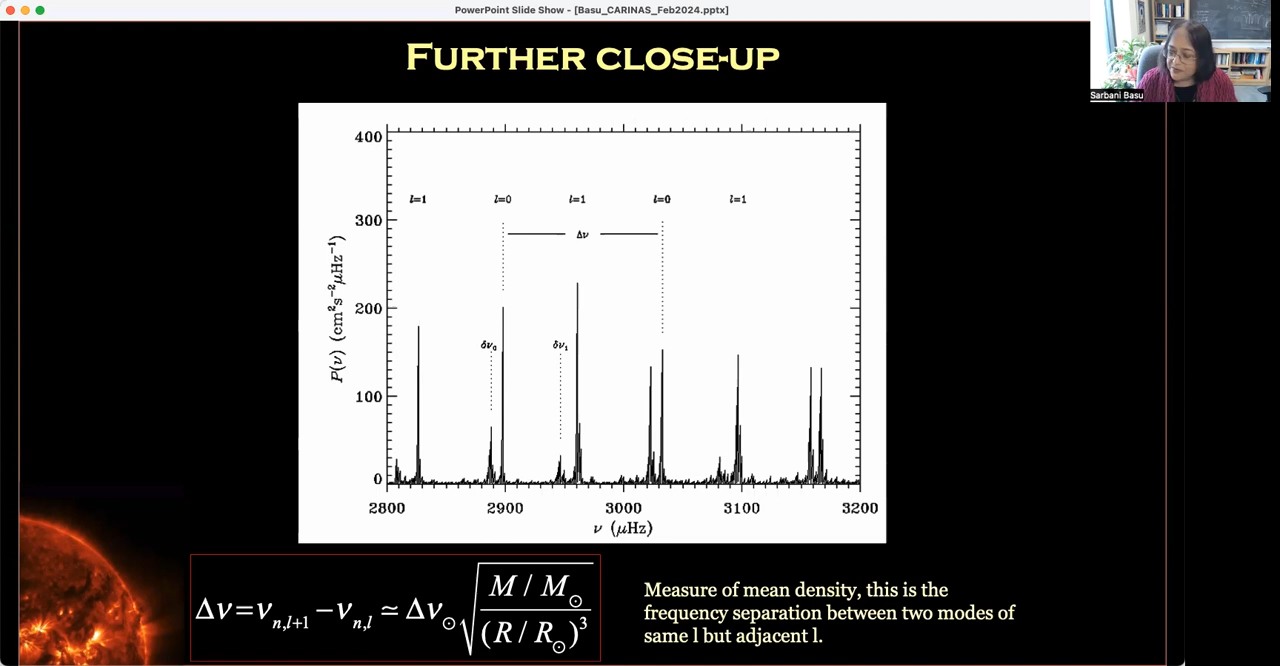 PowerPoint Slide Show - [Basu_CARINAS_Feb2024.pptx]
FURTHER CLOSE-UP
Sarbani Basu
400
300
200
100
0
P(ν) (cm²s⁻²μHz⁻¹)
l=1 l=0 l=1 l=0 l=1
Δν
δν₀ δν₁
2800 2900 3000 3100 3200
ν (μHz)
Δν=ν_{n,l+1}−ν_{n,l} ≃ Δν_⊙ √((M / M_⊙)/((R / R_⊙)³))
Measure of mean density, this is the
frequency separation between two modes of
same l but adjacent l.